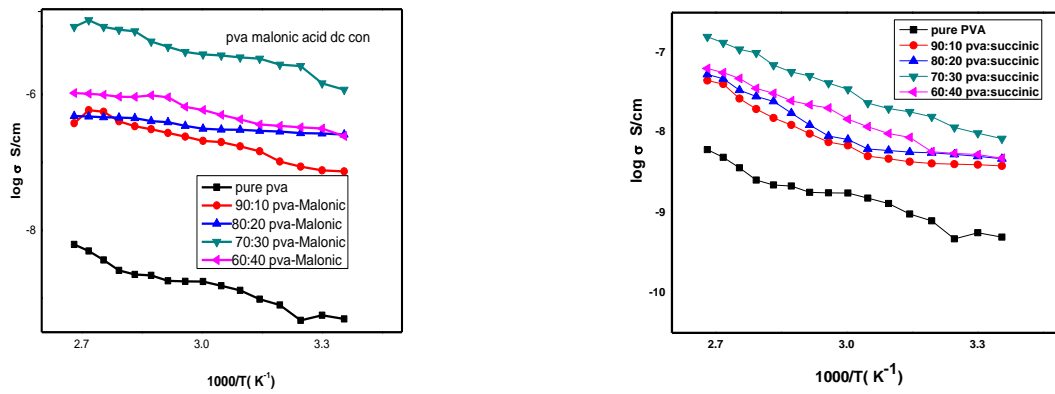 pva malonic acid dc con
log σ S/cm
-6
-8
pure pva
90:10 pva-Malonic
80:20 pva-Malonic
70:30 pva-Malonic
60:40 pva-Malonic
2.7 3.0 3.3
1000/T( K-1)
log σ S/cm
-7
-8
-9
-10
pure PVA
90:10 pva:succinic
80:20 pva:succinic
70:30 pva:succinic
60:40 pva:succinic
2.7 3.0 3.3
1000/T( K-1)